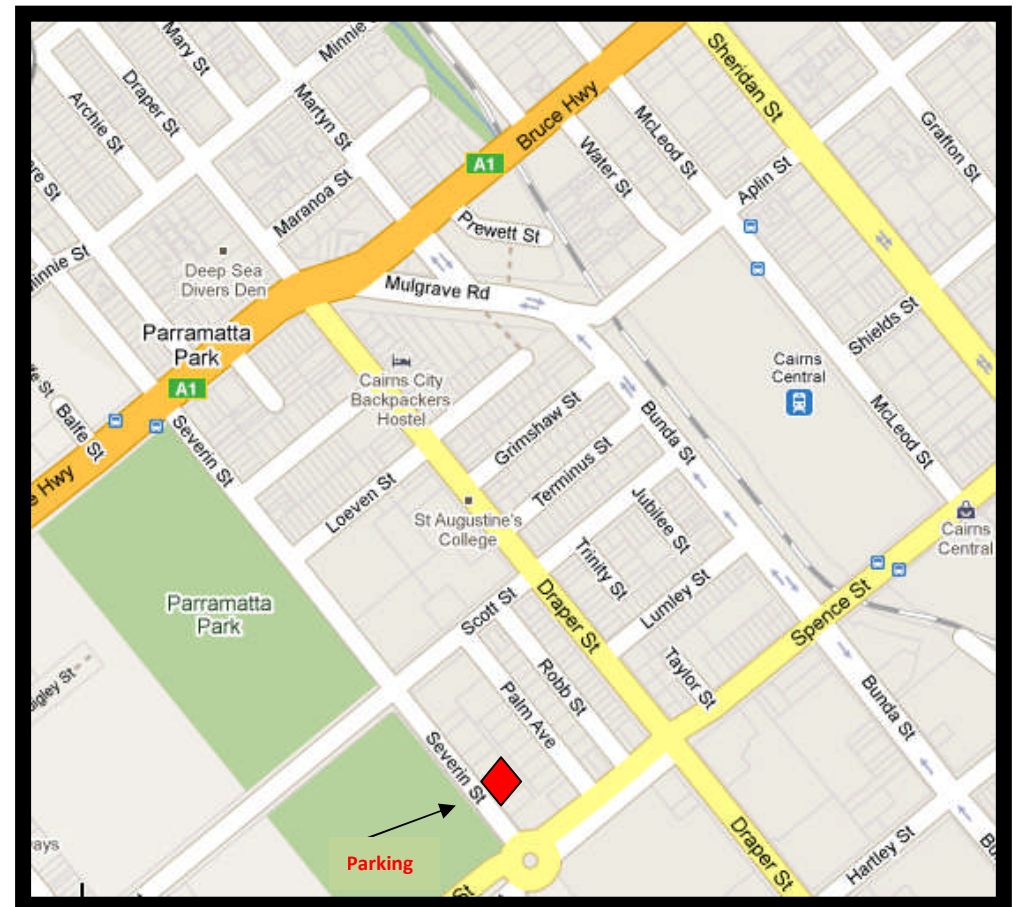 Mary St
Minnie
Sheridan St
Draper St
Archie St
Martyn St
Bruce Hwy
A1
McLeod St
Water St
Grafton St
Aplin St
Maranoa St
Prewett St
Minnie St
Deep Sea
Divers Den
Mulgrave Rd
Shields St
Parramatta
Park
A1
Cairns
Central
Cairns City
Backpackers
Hostel
Balfe St
Severin St
Grimshaw St
Bunda St
McLeod St
Terminus St
Loeven St
Jubilee St
St Augustine's
College
Cairns
Central
Trinity St
Lumley St
Parramatta
Park
Scott St
Draper St
Spence St
Taylor St
Robb St
Palm Ave
Bunda St
Severin St
Parking
Draper St
Hartley St
St